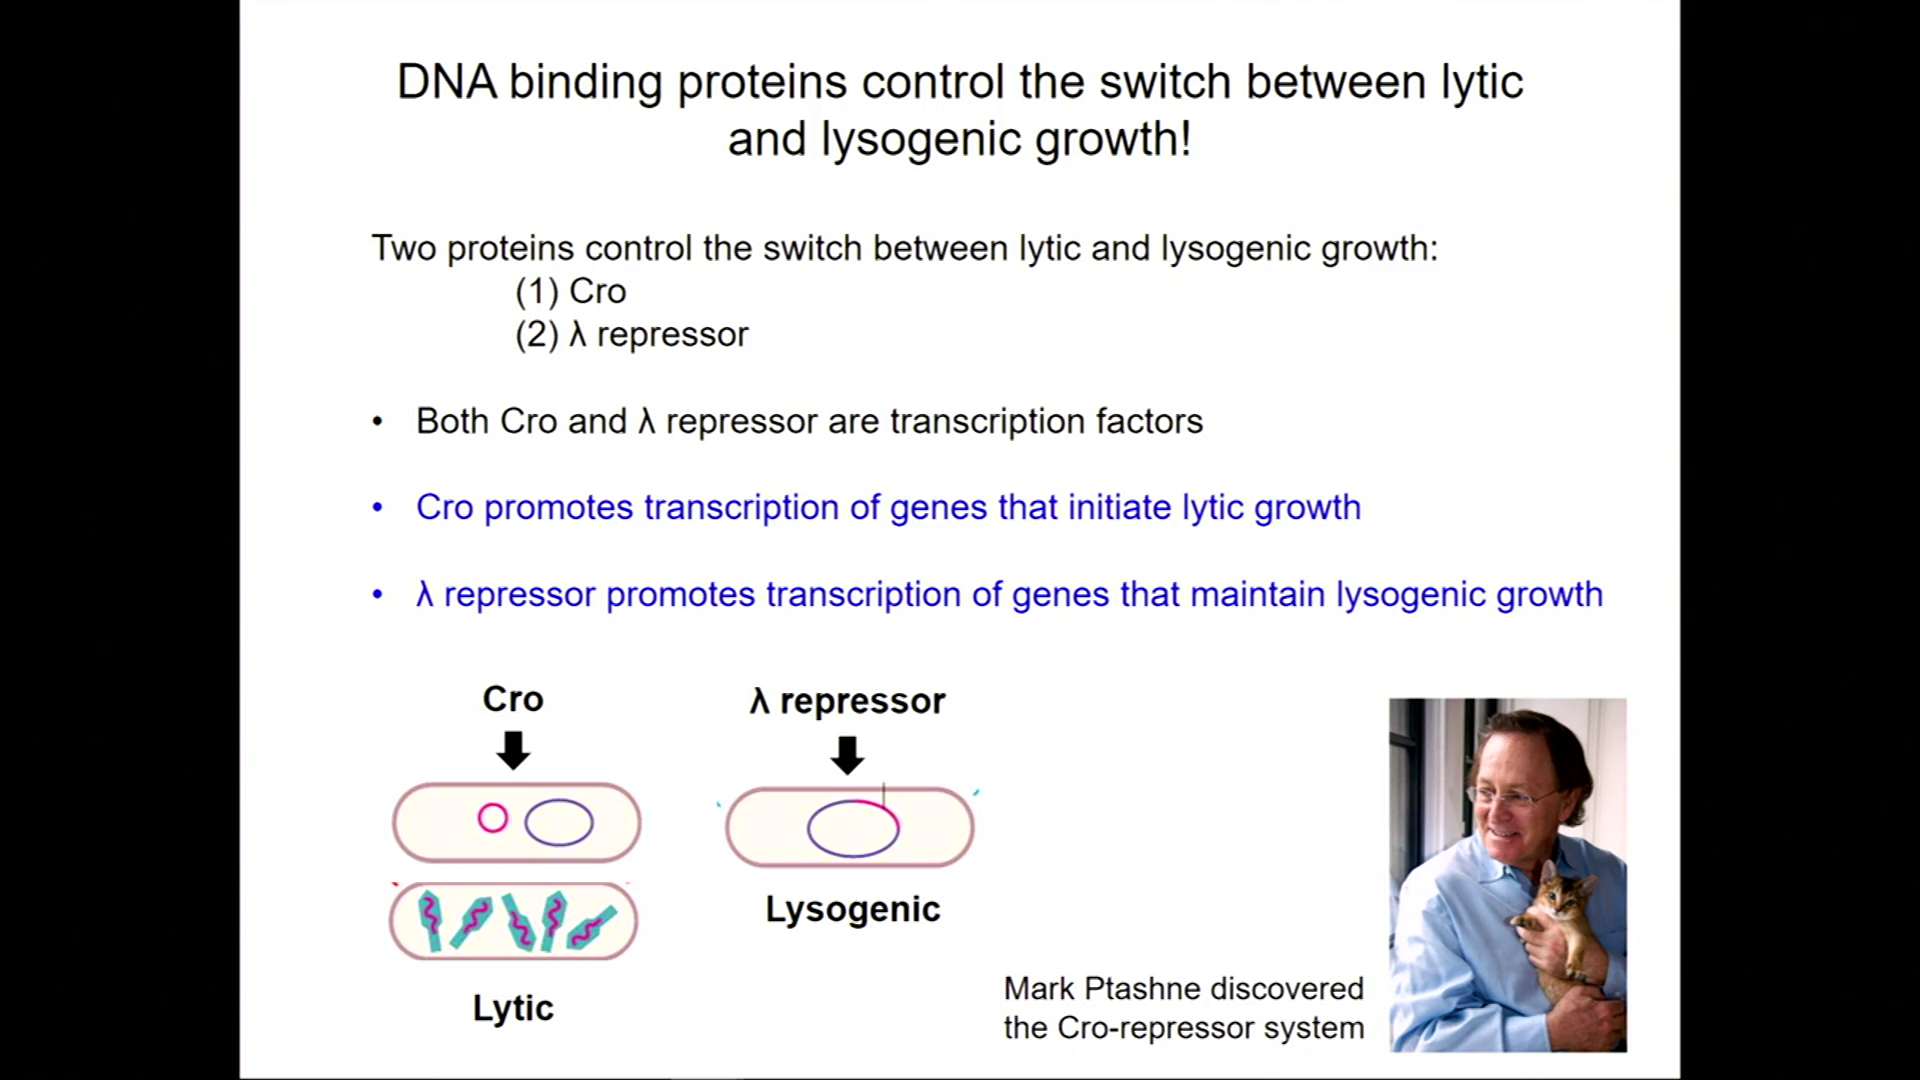 DNA binding proteins control the switch between lytic
and lysogenic growth!
Two proteins control the switch between lytic and lysogenic growth:
(1) Cro
(2) λ repressor
• Both Cro and λ repressor are transcription factors
• Cro promotes transcription of genes that initiate lytic growth
• λ repressor promotes transcription of genes that maintain lysogenic growth
Cro
λ repressor
Lysogenic
Lytic
Mark Ptashne discovered
the Cro-repressor system